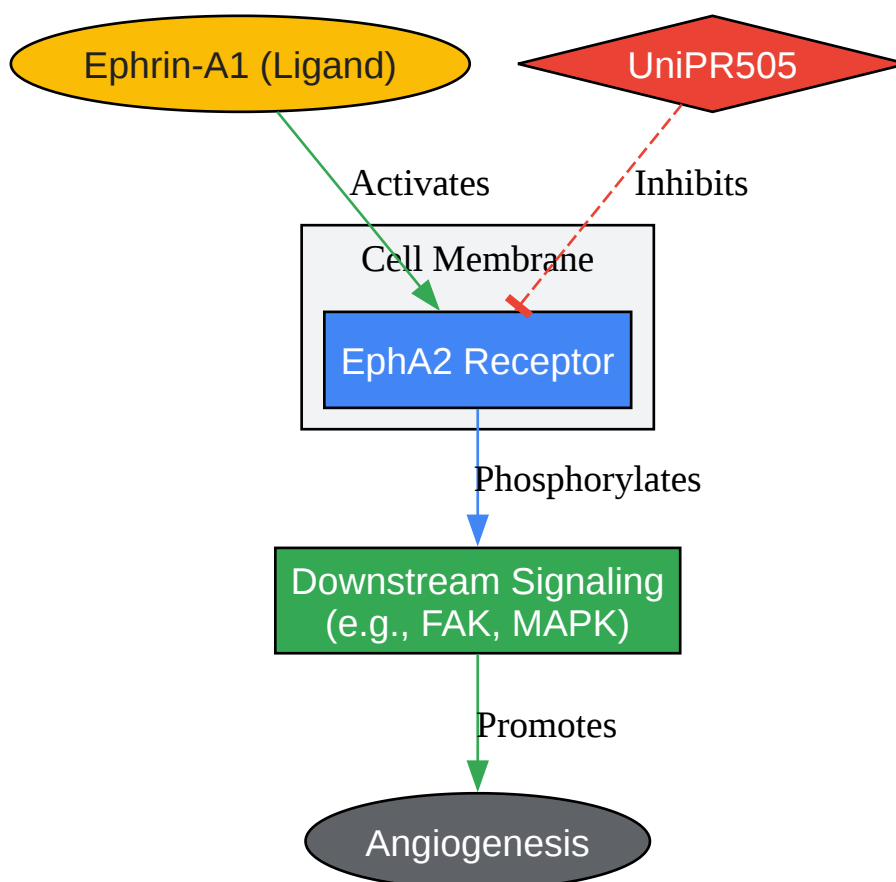 Ephrin-A1 (Ligand)
UniPR505
Activates
Inhibits
Cell Membrane
EphA2 Receptor
Phosphorylates
Downstream Signaling
(e.g., FAK, MAPK)
Promotes
Angiogenesis